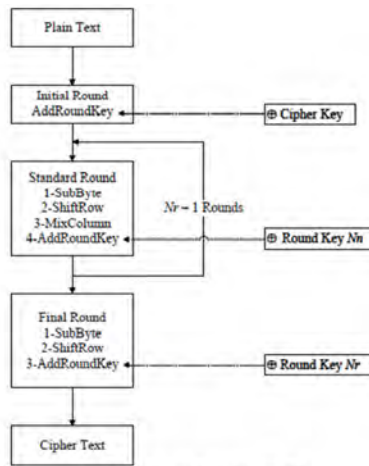 Plain Text
Initial Round
AddRoundKey
⊕ Cipher Key
Standard Round
1-SubByte
2-ShiftRow
3-MixColumn
4-AddRoundKey
Nr – 1 Rounds
⊕ Round Key Nn
Final Round
1-SubByte
2-ShiftRow
3-AddRoundKey
⊕ Round Key Nr
Cipher Text